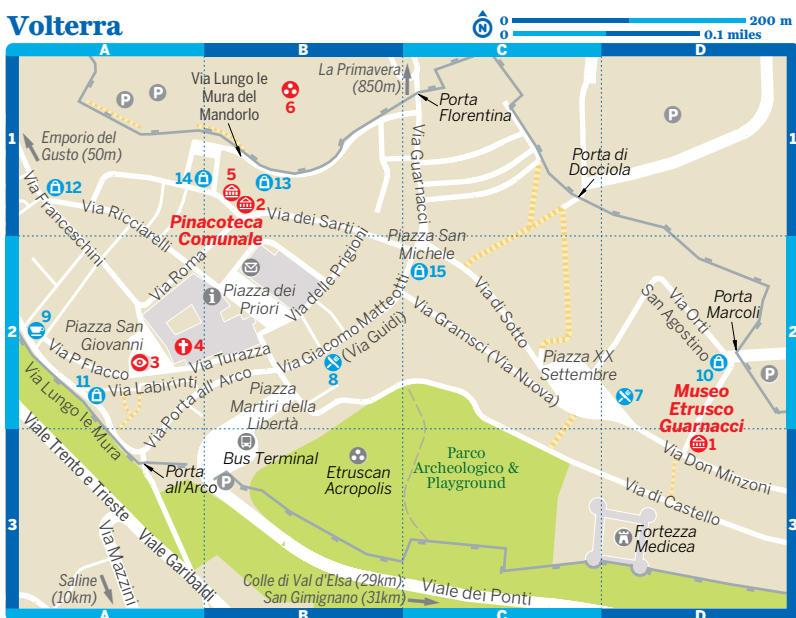 Volterra
N
0 200 m
0 0.1 miles
A
B
C
D
1
2
3
1
2
3
A
B
C
D
P
P
P
P
P
Via Lungo le
Mura del
Mandorlo
6
La Primavera
(850m)
Porta
Florentina
Emporio del
Gusto (50m)
Porta di
Docciola
12
14
5
13
2
Via Franceschini
Via Ricciarelli
Pinacoteca
Comunale
Via dei Sarti
Via Guarnacci
Piazza San
Michele
15
Via Roma
Via delle Prigioni
i
Piazza dei
Priori
Via Orti
San Agostino
Porta
Marcoli
9
Piazza San
Giovanni
3
4
Via Turazza
Via Giacomo Matteotti
(Via Guidi)
Via Gramsci (Via Nuova)
Via di Sotto
Piazza XX
Settembre
10
Via P Flacco
11
Via Labirinti
8
7
Museo
Etrusco
Guarnacci
1
Via Lungo le Mura
Via Porta all' Arco
Piazza
Martiri della
Libertà
Bus Terminal
Etruscan
Acropolis
Parco
Archeologico &
Playground
Via Don Minzoni
Via di Castello
Porta
all'Arco
Viale Trento e Trieste
Fortezza
Medicea
Via Mazzini
Viale Garibaldi
Saline
(10km)
Colle di Val d'Elsa (29km);
San Gimignano (31km)
Viale dei Ponti